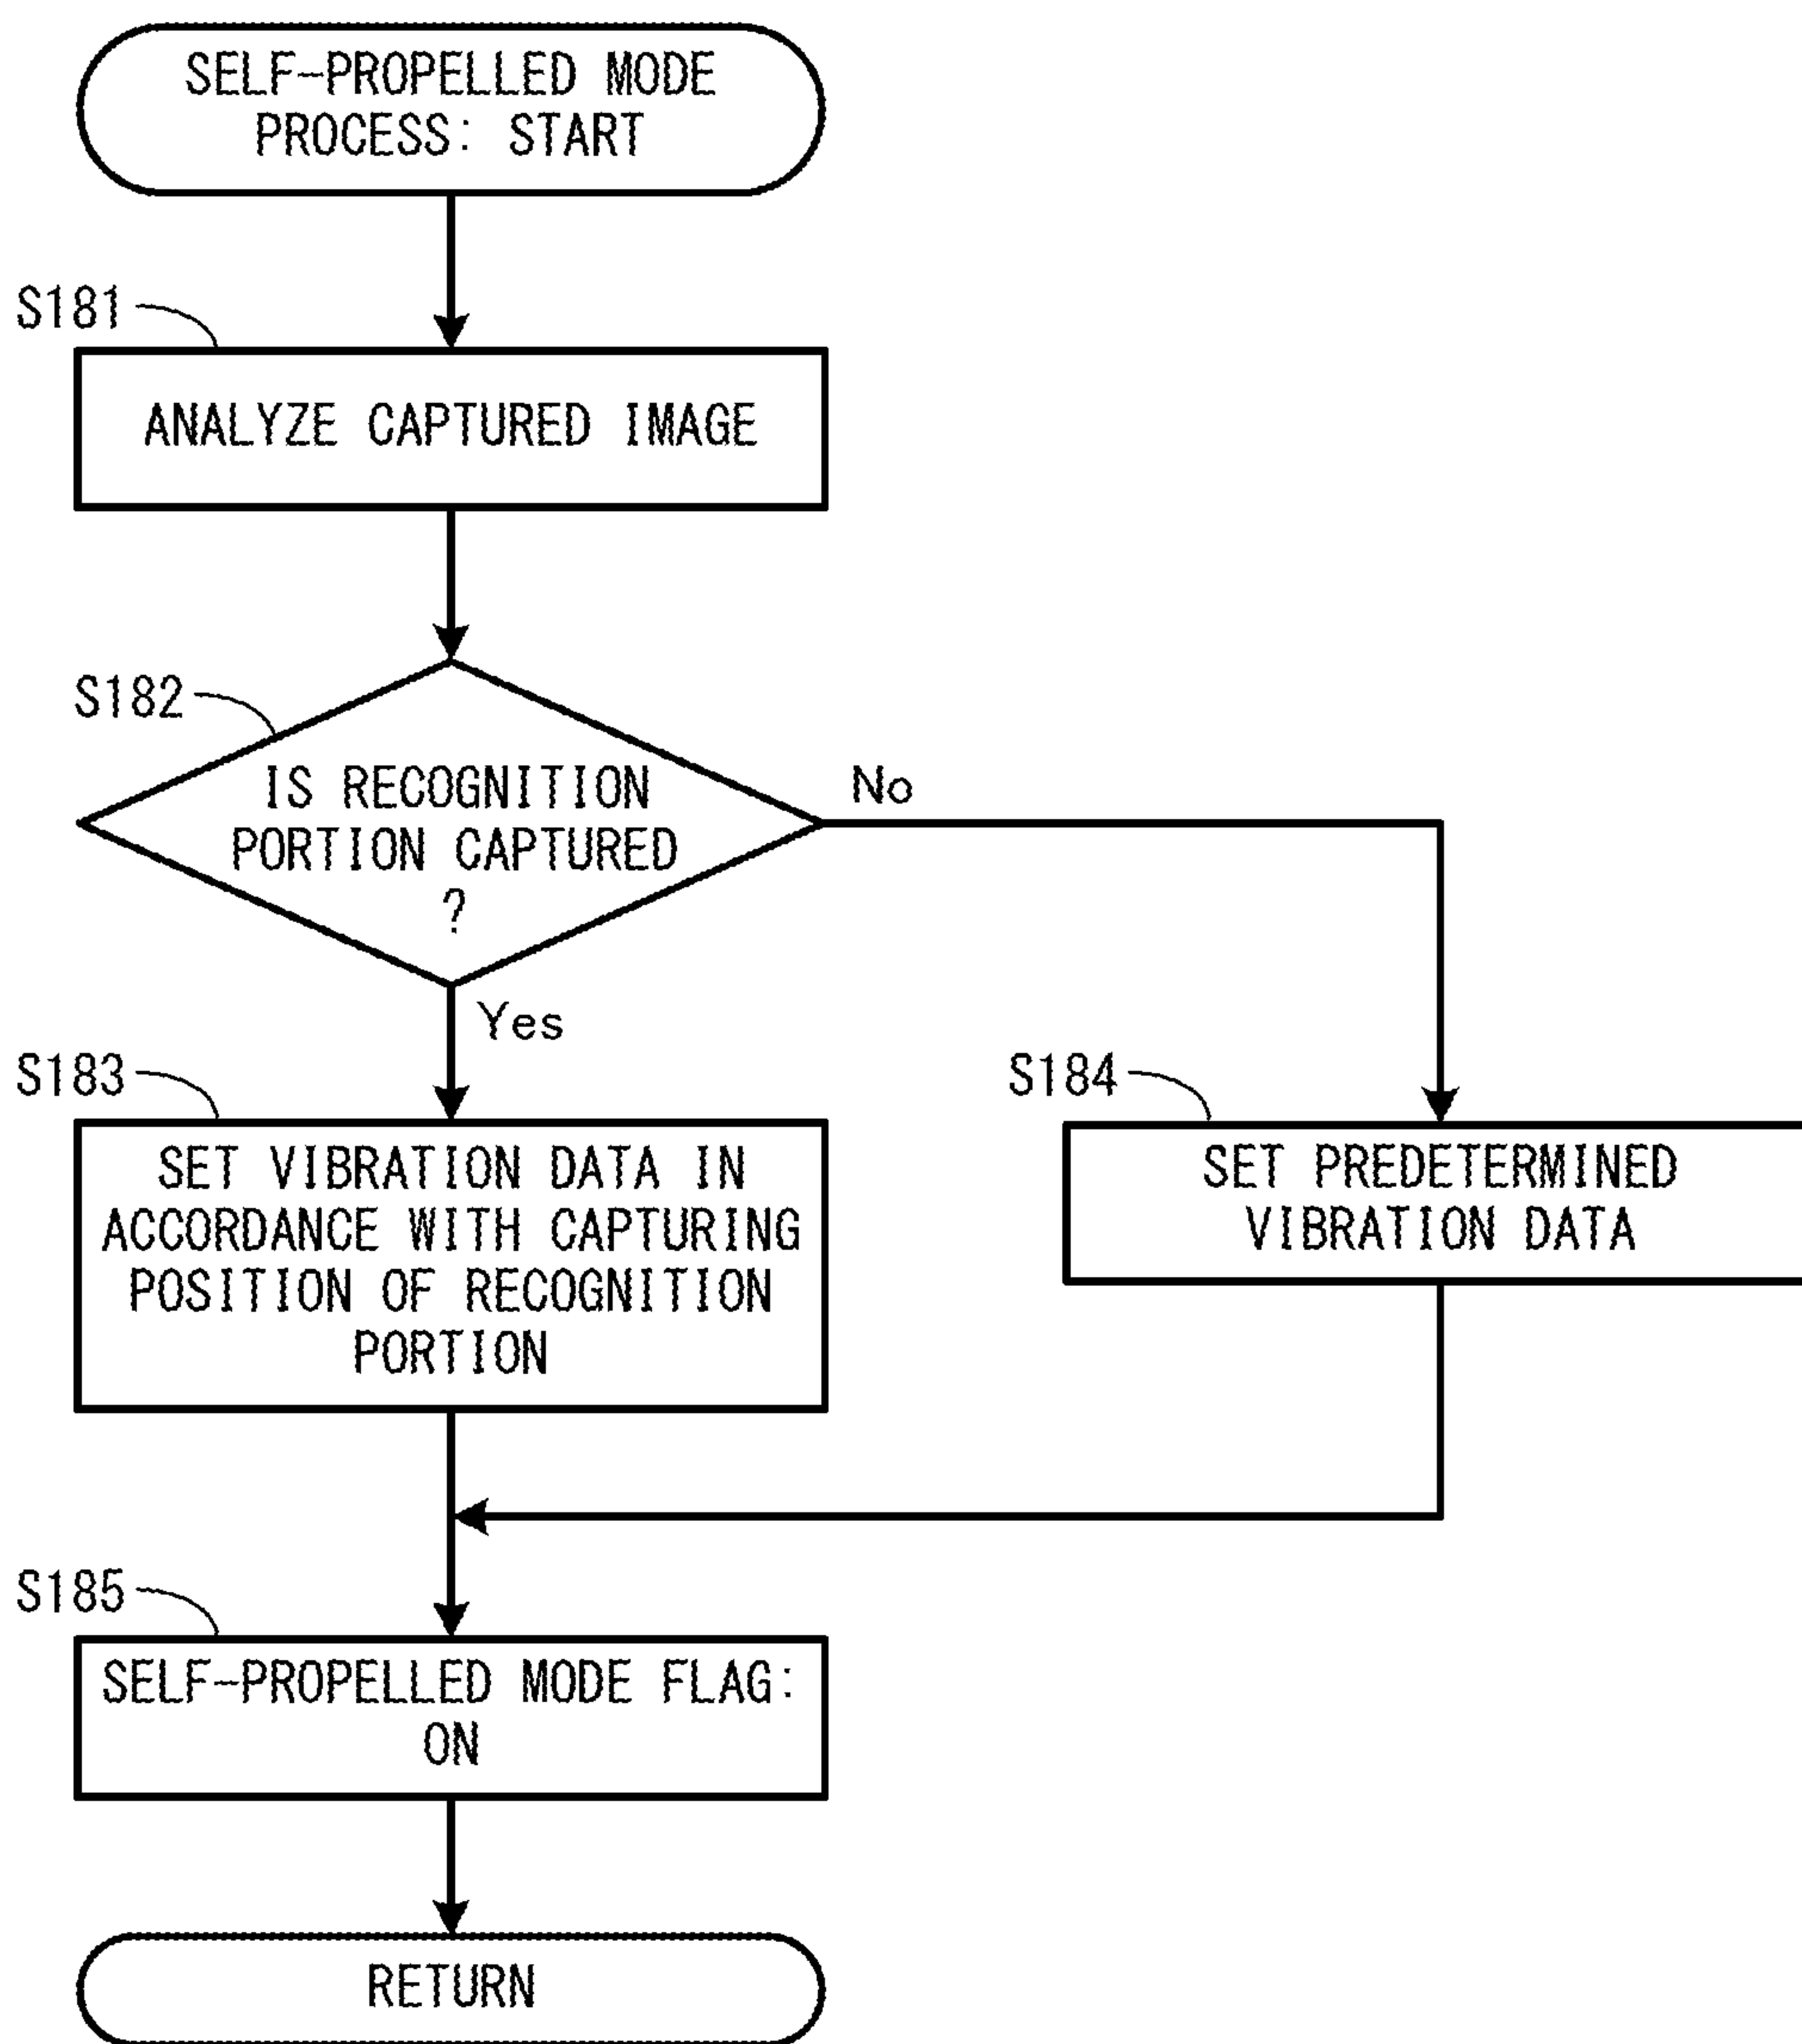 SELF-PROPELLED MODE
PROCESS: START
S181
ANALYZE CAPTURED IMAGE
S182
IS RECOGNITION
PORTION CAPTURED
?
No
Yes
S183
SET VIBRATION DATA IN
ACCORDANCE WITH CAPTURING
POSITION OF RECOGNITION
PORTION
S184
SET PREDETERMINED
VIBRATION DATA
S185
SELF-PROPELLED MODE FLAG:
ON
RETURN